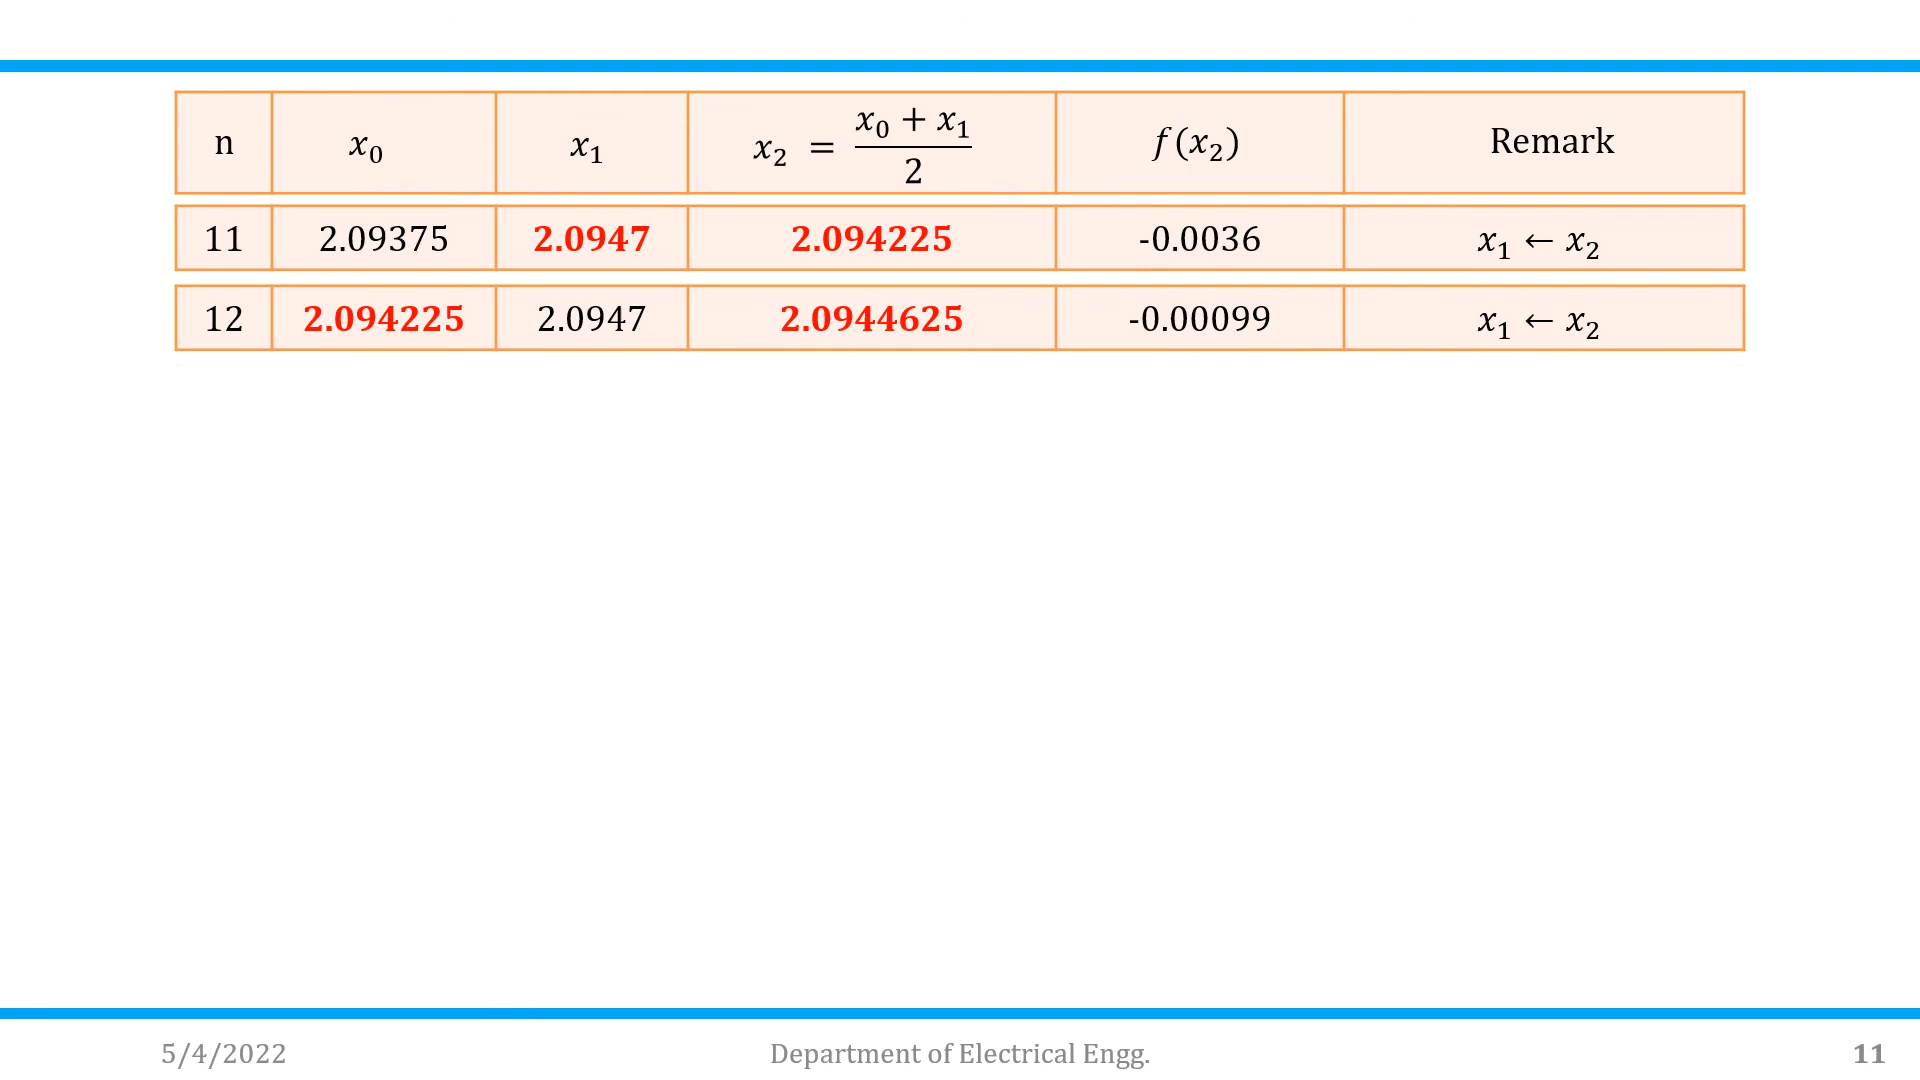 n x₀ x₁ x₂ = (x₀ + x₁)/2 f(x₂) Remark
11 2.09375 2.0947 2.094225 -0.0036 x₁ ← x₂
12 2.094225 2.0947 2.0944625 -0.00099 x₁ ← x₂
5/4/2022 Department of Electrical Engg. 11